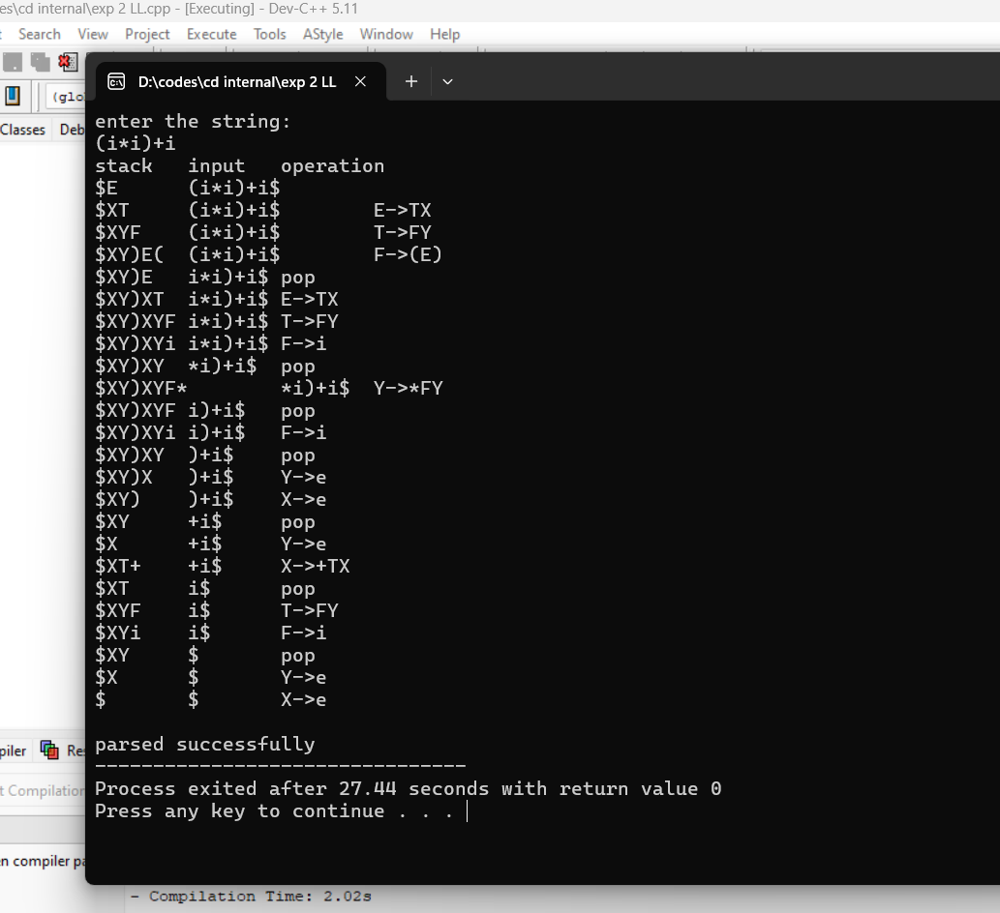 es\cd internal\exp 2 LL.cpp - [Executing] - Dev-C++ 5.11
Search View Project Execute Tools AStyle Window Help
D:\codes\cd internal\exp 2 LL
(glo
Classes Deb
enter the string:
(i*i)+i
stack input operation
$E (i*i)+i$
$XT (i*i)+i$ E->TX
$XYF (i*i)+i$ T->FY
$XY)E( (i*i)+i$ F->(E)
$XY)E i*i)+i$ pop
$XY)XT i*i)+i$ E->TX
$XY)XYF i*i)+i$ T->FY
$XY)XYi i*i)+i$ F->i
$XY)XY *i)+i$ pop
$XY)XYF* *i)+i$ Y->*FY
$XY)XYF i)+i$ pop
$XY)XYi i)+i$ F->i
$XY)XY )+i$ pop
$XY)X )+i$ Y->e
$XY) )+i$ X->e
$XY +i$ pop
$X +i$ Y->e
$XT+ +i$ X->+TX
$XT i$ pop
$XYF i$ T->FY
$XYi i$ F->i
$XY $ pop
$X $ Y->e
$ $ X->e
parsed successfully
--------------------------------
Process exited after 27.44 seconds with return value 0
Press any key to continue . . .
piler Res
t Compilation
en compiler pa
- Compilation Time: 2.02s